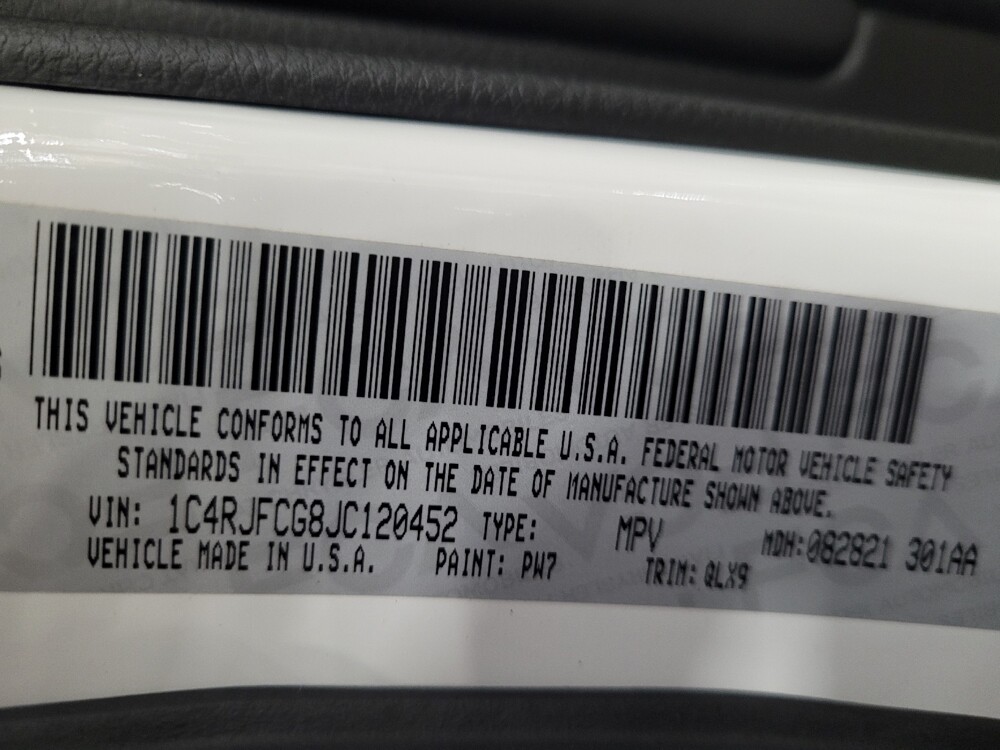 THIS VEHICLE CONFORMS TO ALL APPLICABLE U.S.A. FEDERAL MOTOR VEHICLE SAFETY
STANDARDS IN EFFECT ON THE DATE OF MANUFACTURE SHOWN ABOVE.
VIN: 1C4RJFCG8JC120452 TYPE: MPV MDH:082821 301AA
VEHICLE MADE IN U.S.A. PAINT: PW7 TRIM: QLX9